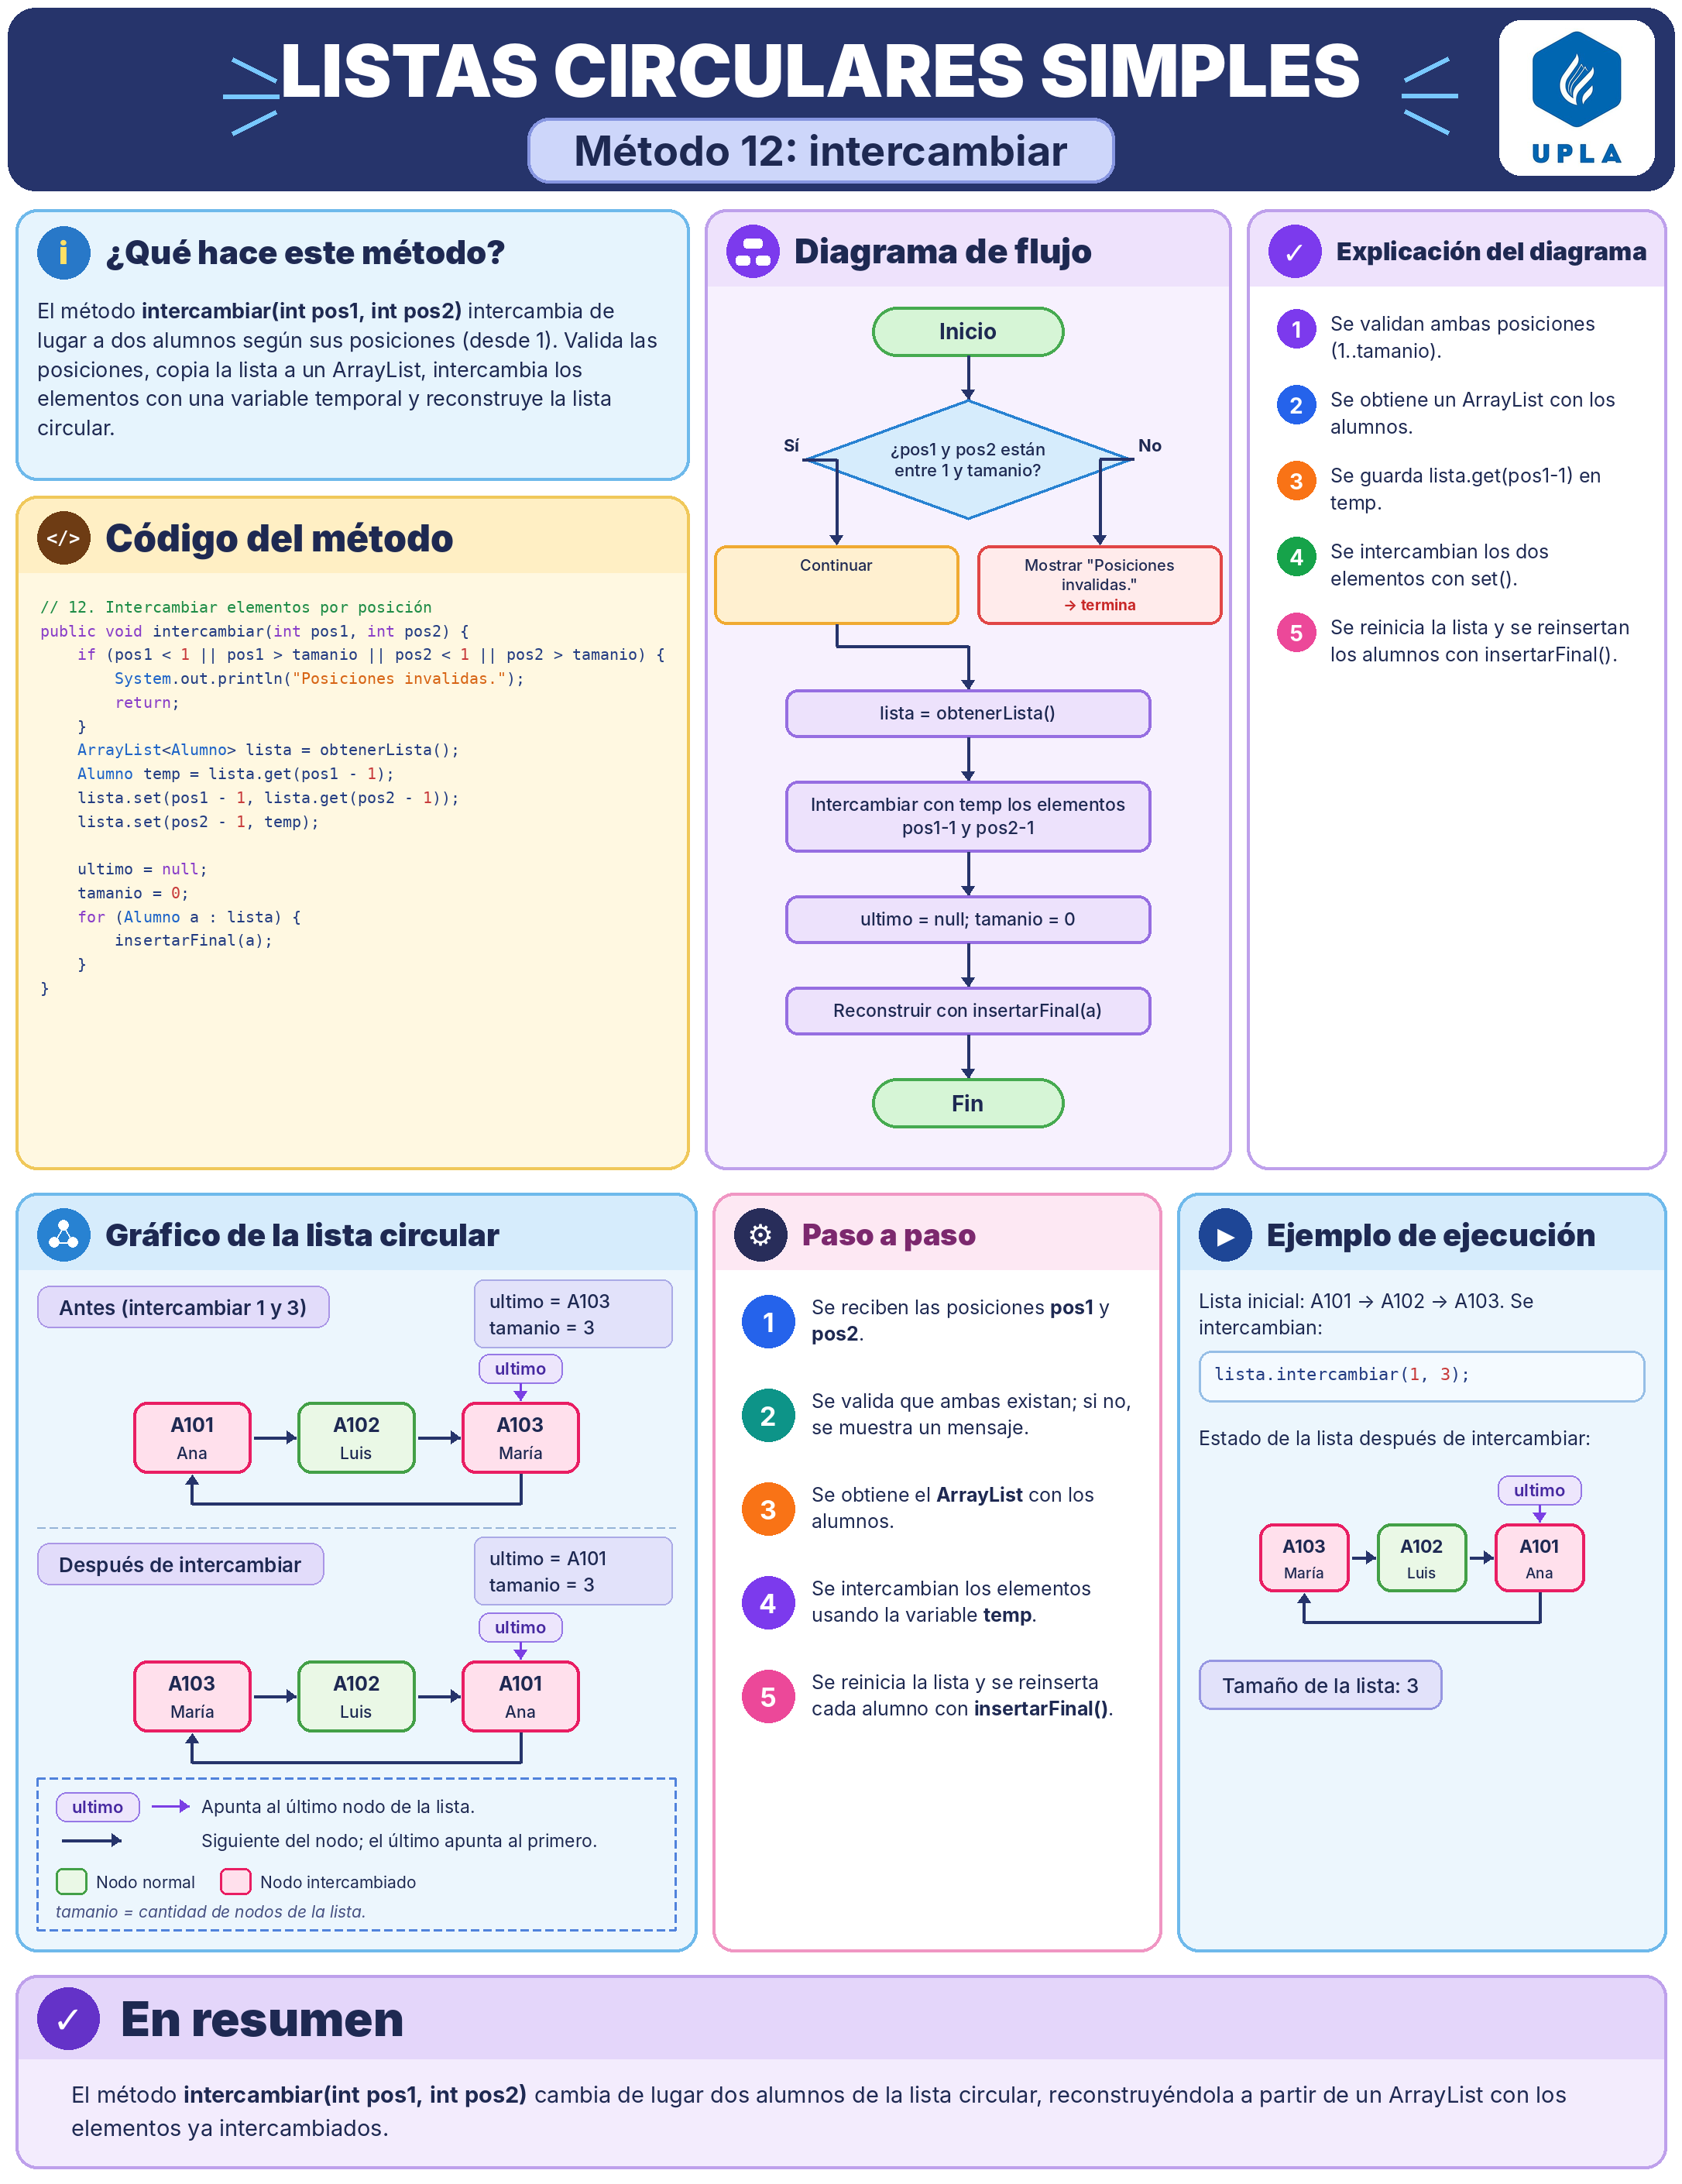 LISTAS CIRCULARES SIMPLES
Método 12: intercambiar
UPLA
¿Qué hace este método?
El método intercambiar(int pos1, int pos2) intercambia de
lugar a dos alumnos según sus posiciones (desde 1). Valida las
posiciones, copia la lista a un ArrayList, intercambia los
elementos con una variable temporal y reconstruye la lista
circular.
</> Código del método
// 12. Intercambiar elementos por posición
public void intercambiar(int pos1, int pos2) {
    if (pos1 < 1 || pos1 > tamanio || pos2 < 1 || pos2 > tamanio) {
        System.out.println("Posiciones invalidas.");
        return;
    }
    ArrayList<Alumno> lista = obtenerLista();
    Alumno temp = lista.get(pos1 - 1);
    lista.set(pos1 - 1, lista.get(pos2 - 1));
    lista.set(pos2 - 1, temp);
    ultimo = null;
    tamanio = 0;
    for (Alumno a : lista) {
        insertarFinal(a);
    }
}
Diagrama de flujo
Inicio
¿pos1 y pos2 están
entre 1 y tamanio?
Sí
No
Continuar
Mostrar "Posiciones
invalidas."
→ termina
lista = obtenerLista()
Intercambiar con temp los elementos
pos1-1 y pos2-1
ultimo = null; tamanio = 0
Reconstruir con insertarFinal(a)
Fin
✓ Explicación del diagrama
1 Se validan ambas posiciones
(1..tamanio).
2 Se obtiene un ArrayList con los
alumnos.
3 Se guarda lista.get(pos1-1) en
temp.
4 Se intercambian los dos
elementos con set().
5 Se reinicia la lista y se reinsertan
los alumnos con insertarFinal().
Gráfico de la lista circular
Antes (intercambiar 1 y 3)
ultimo = A103
tamanio = 3
ultimo
A101
Ana
A102
Luis
A103
María
Después de intercambiar
ultimo = A101
tamanio = 3
ultimo
A103
María
A102
Luis
A101
Ana
ultimo Apunta al último nodo de la lista.
Siguiente del nodo; el último apunta al primero.
Nodo normal Nodo intercambiado
tamanio = cantidad de nodos de la lista.
Paso a paso
1 Se reciben las posiciones pos1 y
pos2.
2 Se valida que ambas existan; si no,
se muestra un mensaje.
3 Se obtiene el ArrayList con los
alumnos.
4 Se intercambian los elementos
usando la variable temp.
5 Se reinicia la lista y se reinserta
cada alumno con insertarFinal().
Ejemplo de ejecución
Lista inicial: A101 → A102 → A103. Se
intercambian:
lista.intercambiar(1, 3);
Estado de la lista después de intercambiar:
ultimo
A103
María
A102
Luis
A101
Ana
Tamaño de la lista: 3
✓ En resumen
El método intercambiar(int pos1, int pos2) cambia de lugar dos alumnos de la lista circular, reconstruyéndola a partir de un ArrayList con los
elementos ya intercambiados.